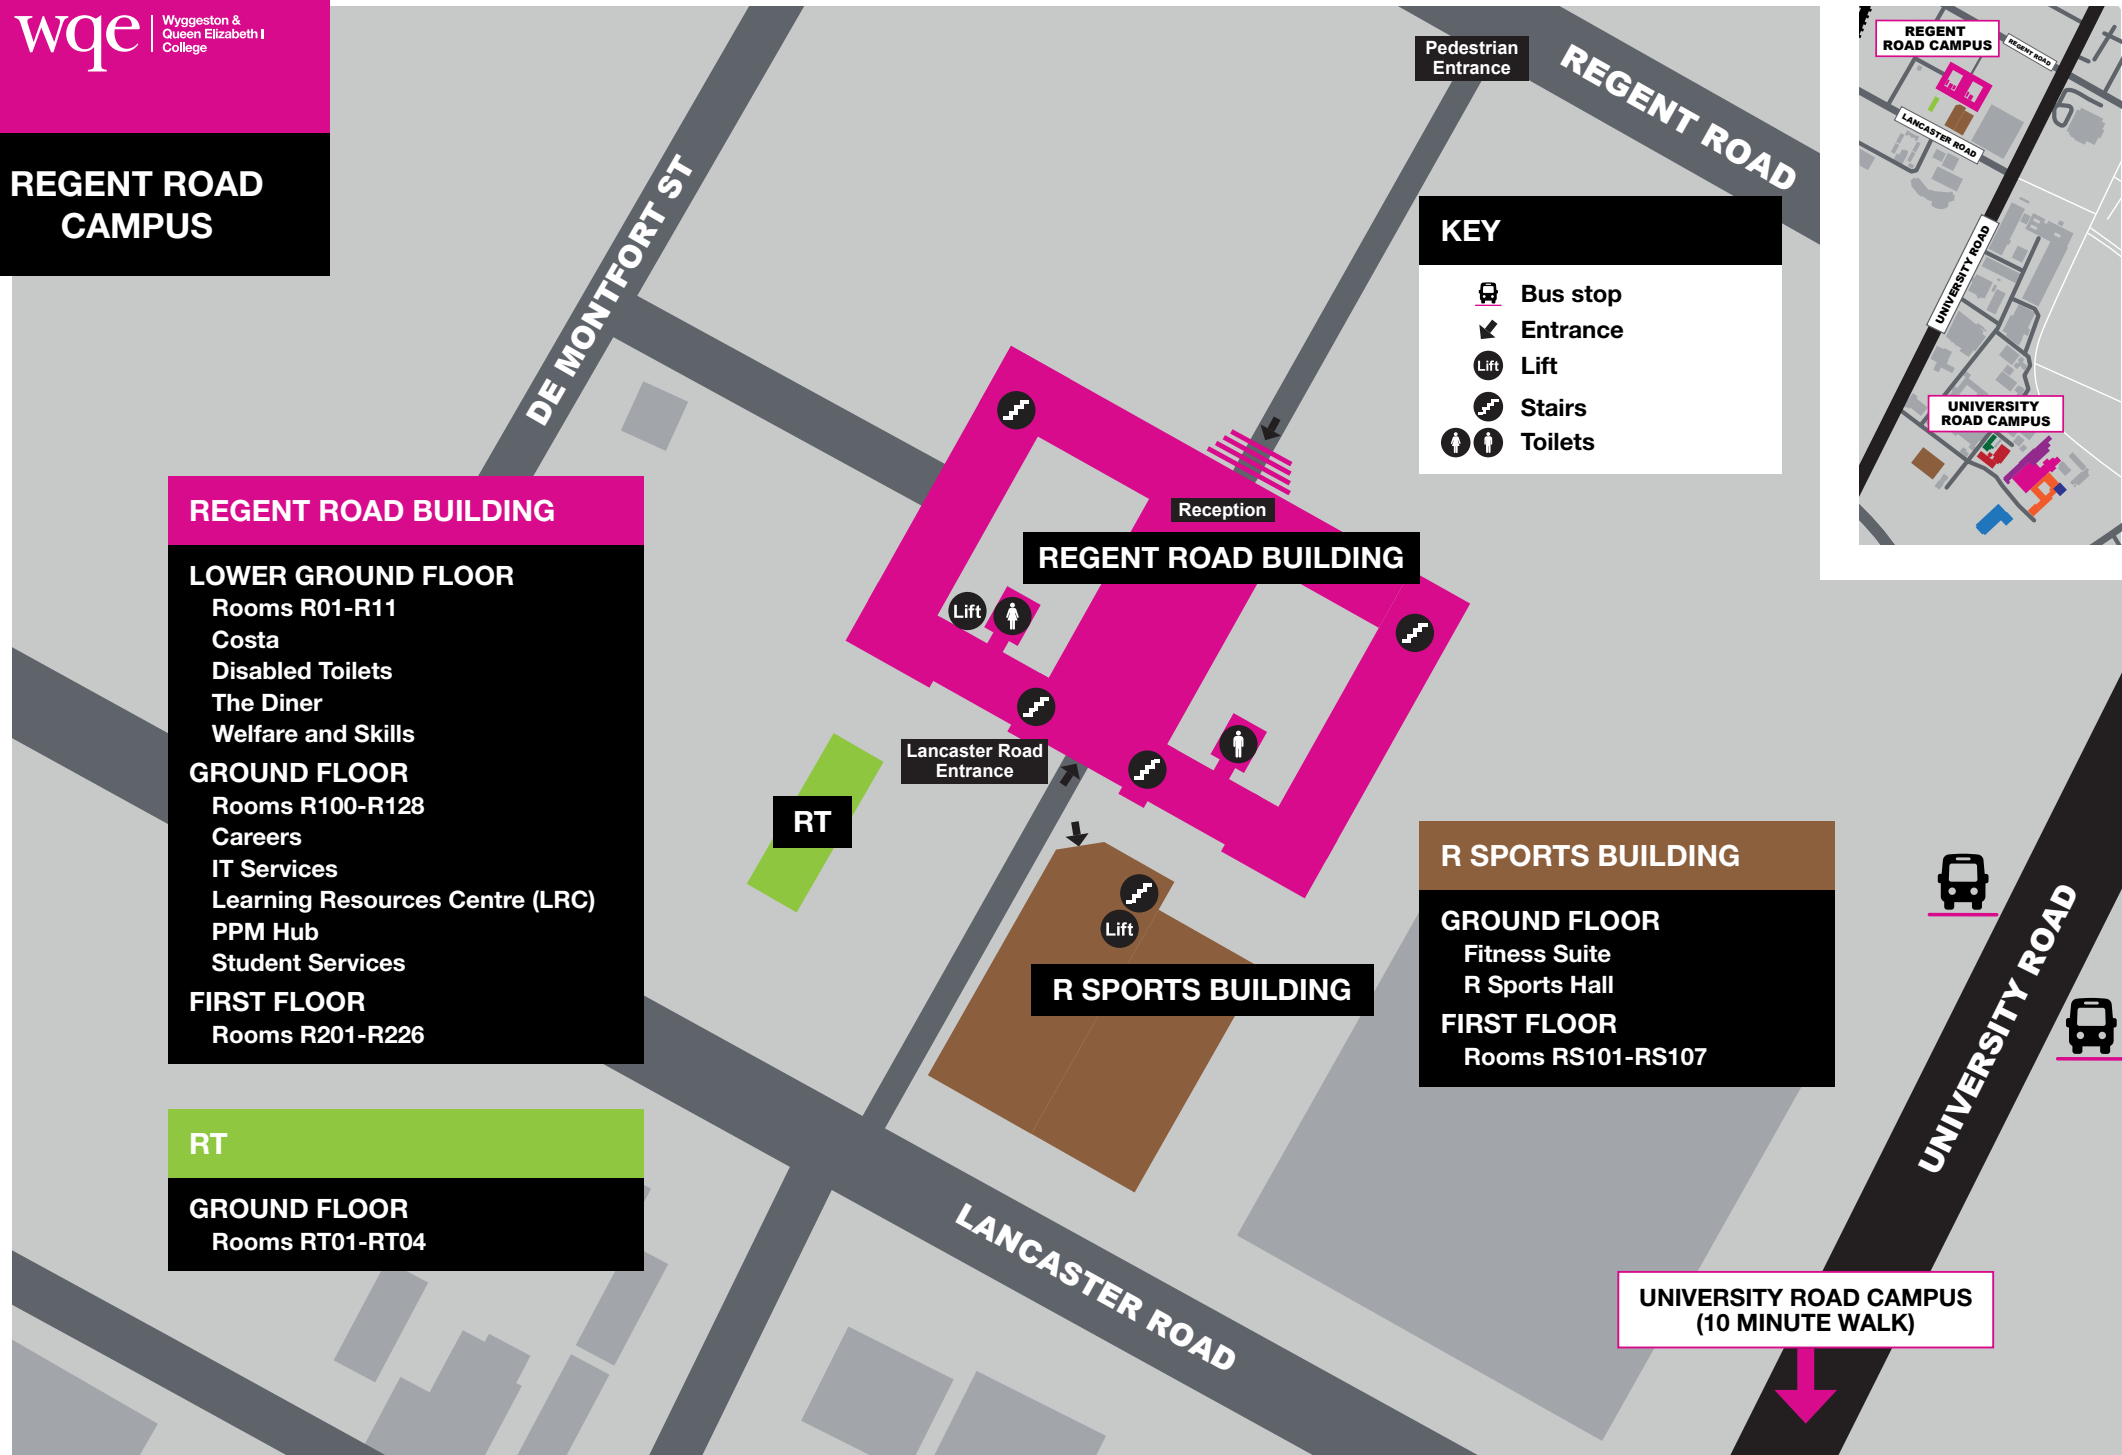 wqe
Wyggeston &
Queen Elizabeth I
College
REGENT ROAD
CAMPUS
DE MONTFORT ST
Pedestrian
Entrance
REGENT ROAD
KEY
Bus stop
Entrance
Lift
Lift
Stairs
Toilets
REGENT
ROAD CAMPUS
REGENT ROAD
LANCASTER ROAD
UNIVERSITY ROAD
UNIVERSITY
ROAD CAMPUS
REGENT ROAD BUILDING
LOWER GROUND FLOOR
Rooms R01-R11
Costa
Disabled Toilets
The Diner
Welfare and Skills
GROUND FLOOR
Rooms R100-R128
Careers
IT Services
Learning Resources Centre (LRC)
PPM Hub
Student Services
FIRST FLOOR
Rooms R201-R226
RT
GROUND FLOOR
Rooms RT01-RT04
Reception
REGENT ROAD BUILDING
Lift
Lancaster Road
Entrance
RT
Lift
R SPORTS BUILDING
R SPORTS BUILDING
GROUND FLOOR
Fitness Suite
R Sports Hall
FIRST FLOOR
Rooms RS101-RS107
UNIVERSITY ROAD
LANCASTER ROAD
UNIVERSITY ROAD CAMPUS
(10 MINUTE WALK)